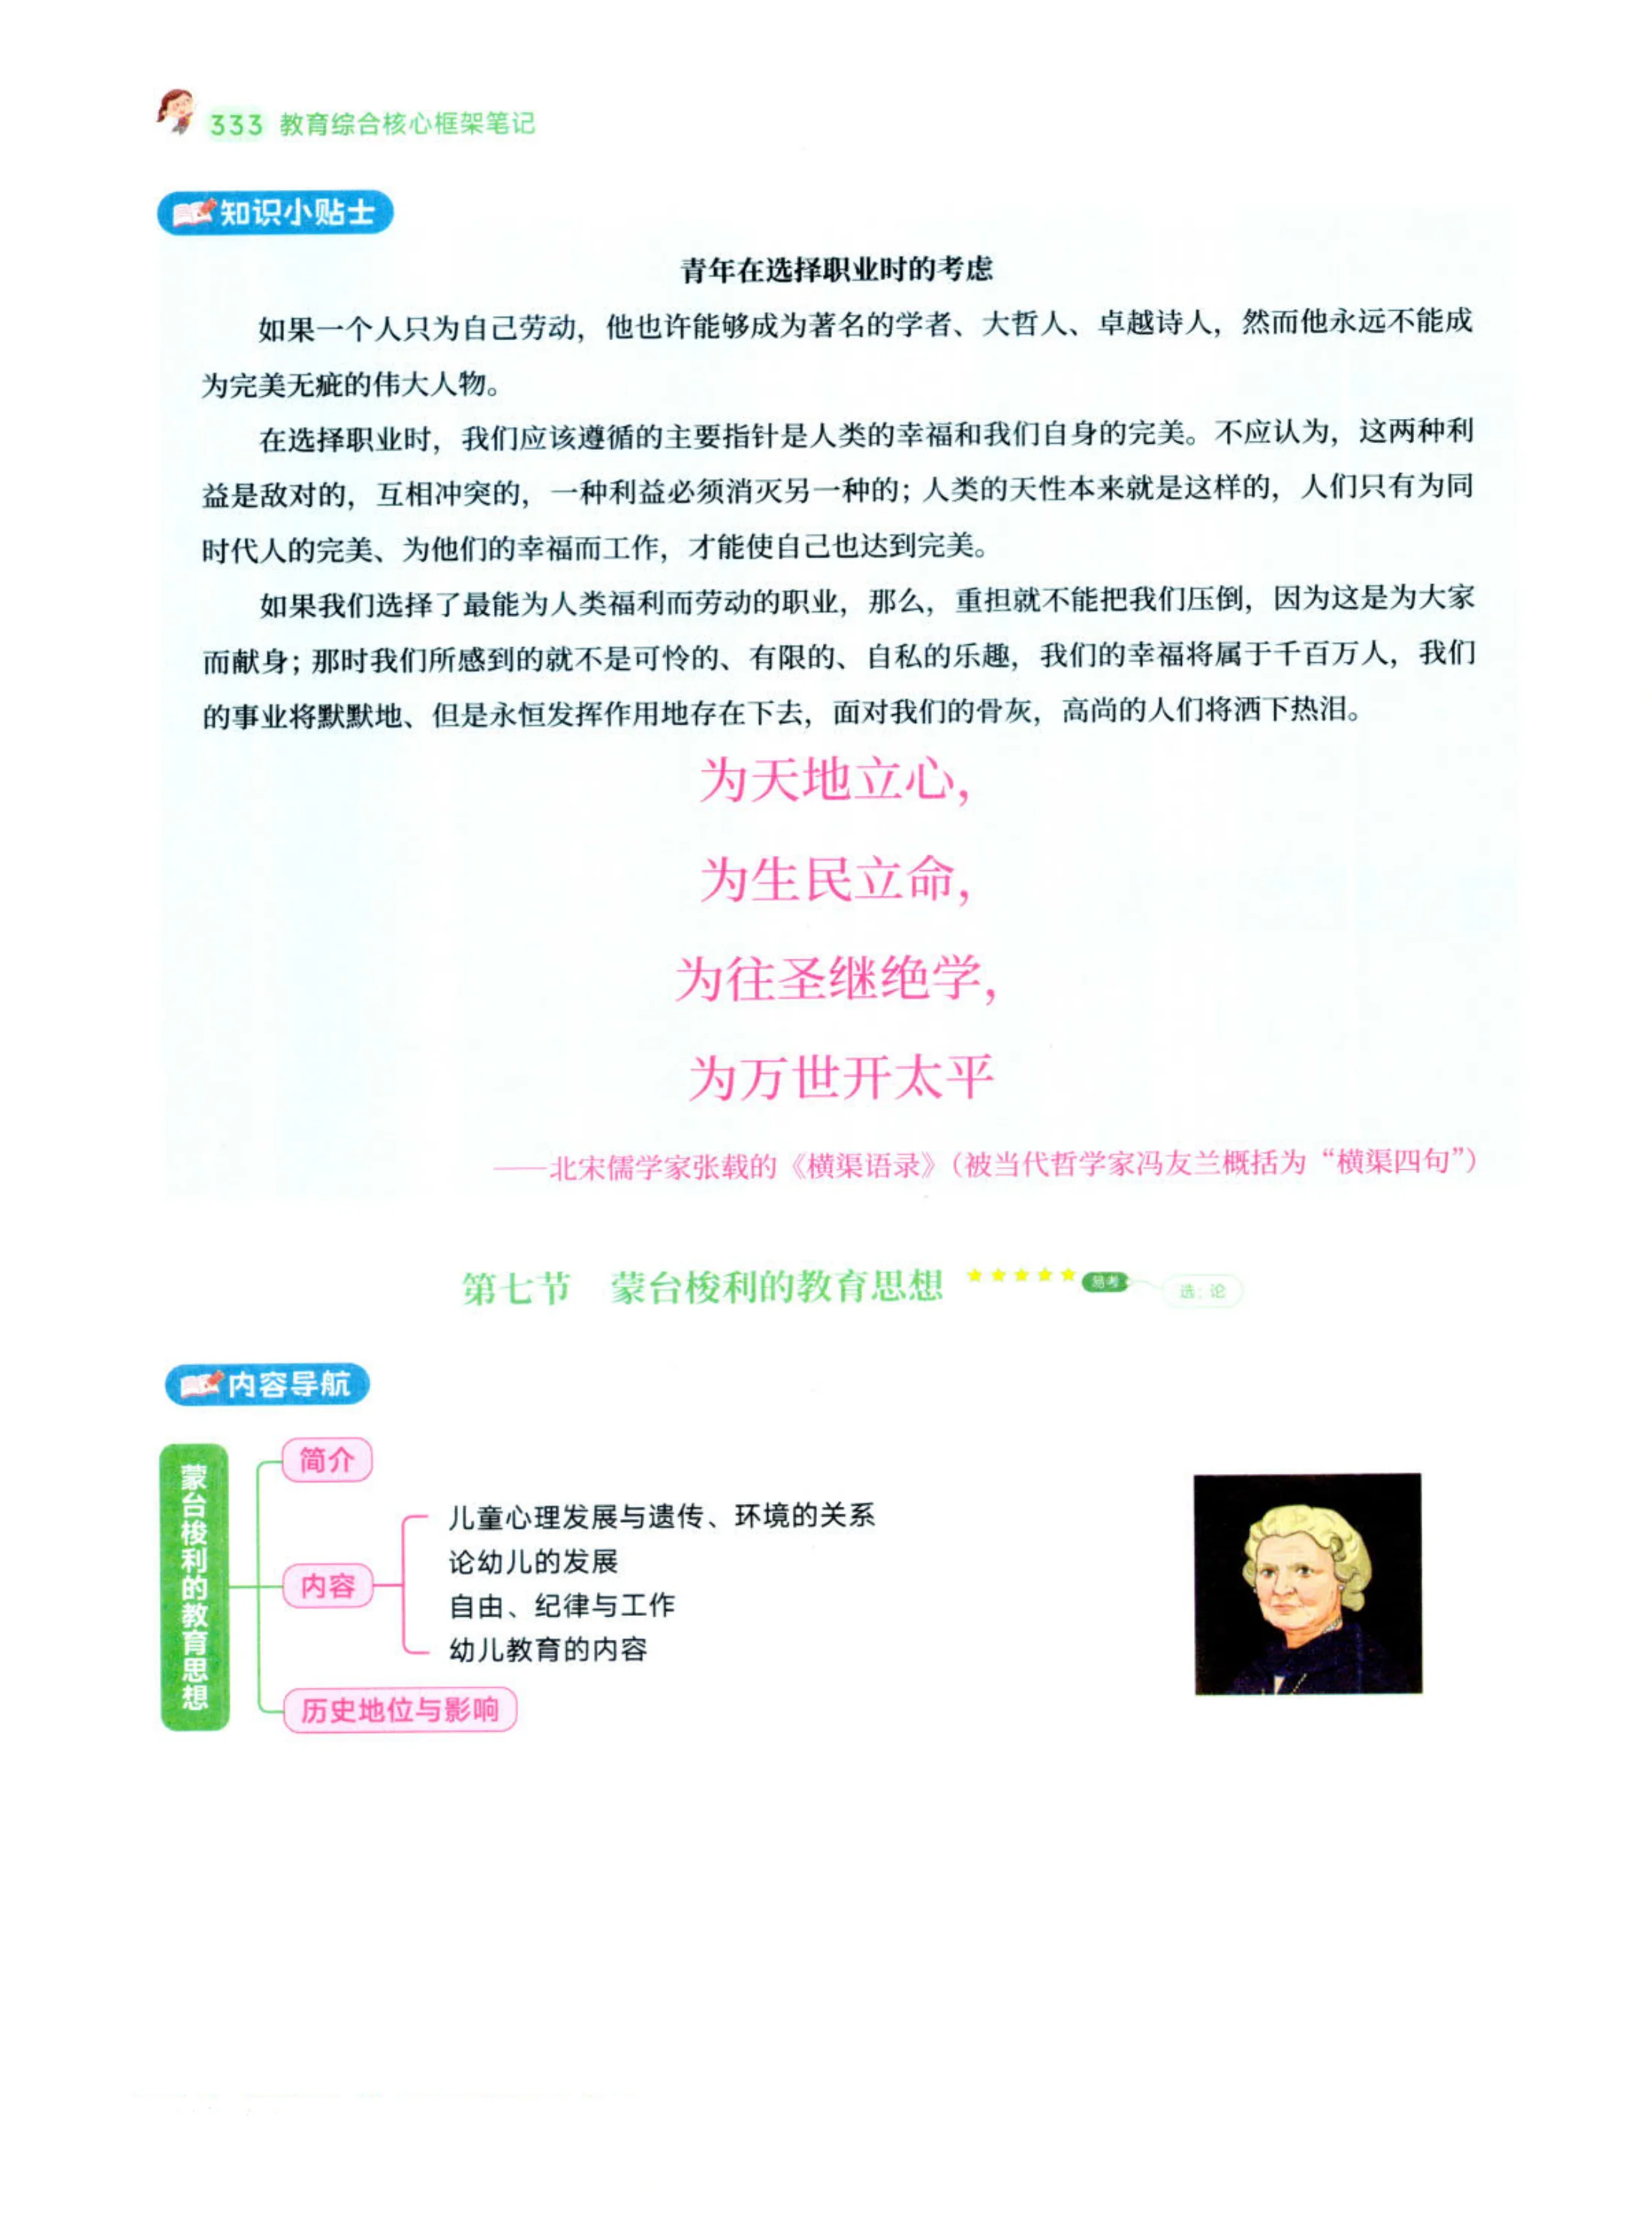 333 教育综合核心框架笔记
知识小贴士
青年在选择职业时的考虑
如果一个人只为自己劳动，他也许能够成为著名的学者、大哲人、卓越诗人，然而他永远不能成
为完美无疵的伟大人物。
在选择职业时，我们应该遵循的主要指针是人类的幸福和我们自身的完美。不应认为，这两种利
益是敌对的，互相冲突的，一种利益必须消灭另一种的；人类的天性本来就是这样的，人们只有为同
时代人的完美、为他们的幸福而工作，才能使自己也达到完美。
如果我们选择了最能为人类福利而劳动的职业，那么，重担就不能把我们压倒，因为这是为大家
而献身；那时我们所感到的就不是可怜的、有限的、自私的乐趣，我们的幸福将属于千百万人，我们
的事业将默默地、但是永恒发挥作用地存在下去，面对我们的骨灰，高尚的人们将洒下热泪。
为天地立心，
为生民立命，
为往圣继绝学，
为万世开太平
——北宋儒学家张载的《横渠语录》（被当代哲学家冯友兰概括为“横渠四句”）
第七节 蒙台梭利的教育思想 ★★★★★ 易考 选；论
内容导航
蒙台梭利的教育思想
简介
内容
儿童心理发展与遗传、环境的关系
论幼儿的发展
自由、纪律与工作
幼儿教育的内容
历史地位与影响